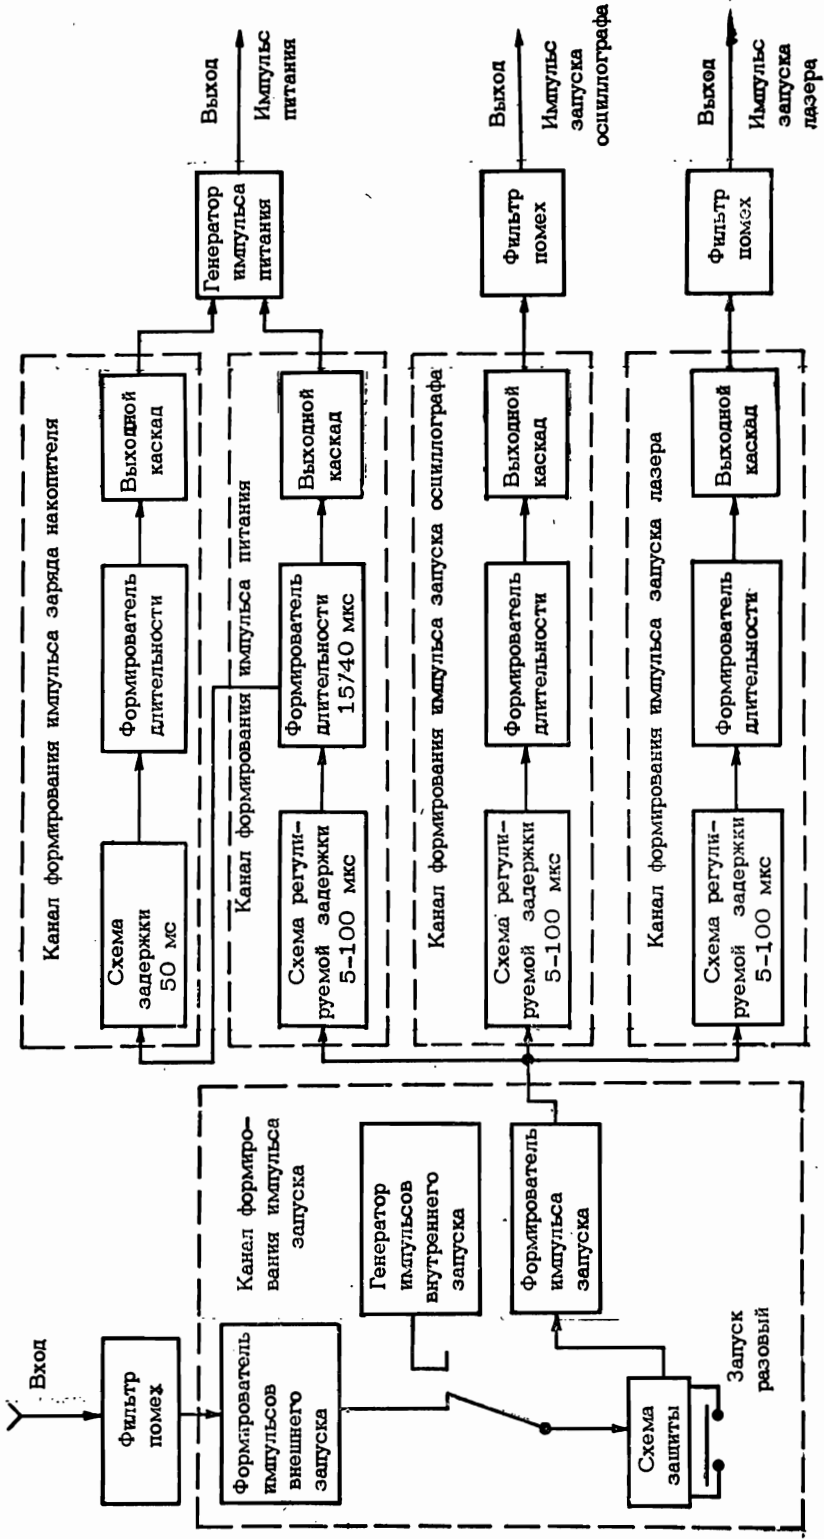 Вход
Фильтр
помех
Канал формиро-
вания импульса
запуска
Формирователь
импульсов
внешнего
запуска
Генератор
импульсов
внутреннего
запуска
Формирователь
импульса
запуска
Схема
защиты
Запуск
разовый
Канал формирования импульса заряда накопителя
Схема
задержки
50 мс
Формирователь
длительности
Выходной
каскад
Канал формирования импульса питания
Схема регули-
руемой задержки
5-100 мкс
Формирователь
длительности
15/40 мкс
Выходной
каскад
Генератор
импульса
питания
Выход
Импульс
питания
Канал формирования импульса запуска осциллографа
Схема регули-
руемой задержки
5-100 мкс
Формирователь
длительности
Выходной
каскад
Фильтр
помех
Выход
Импульс
запуска
осциллографа
Канал формирования импульса запуска лазера
Схема регули-
руемой задержки
5-100 мкс
Формирователь
длительности
Выходной
каскад
Фильтр
помех
Выход
Импульс
запуска
лазера